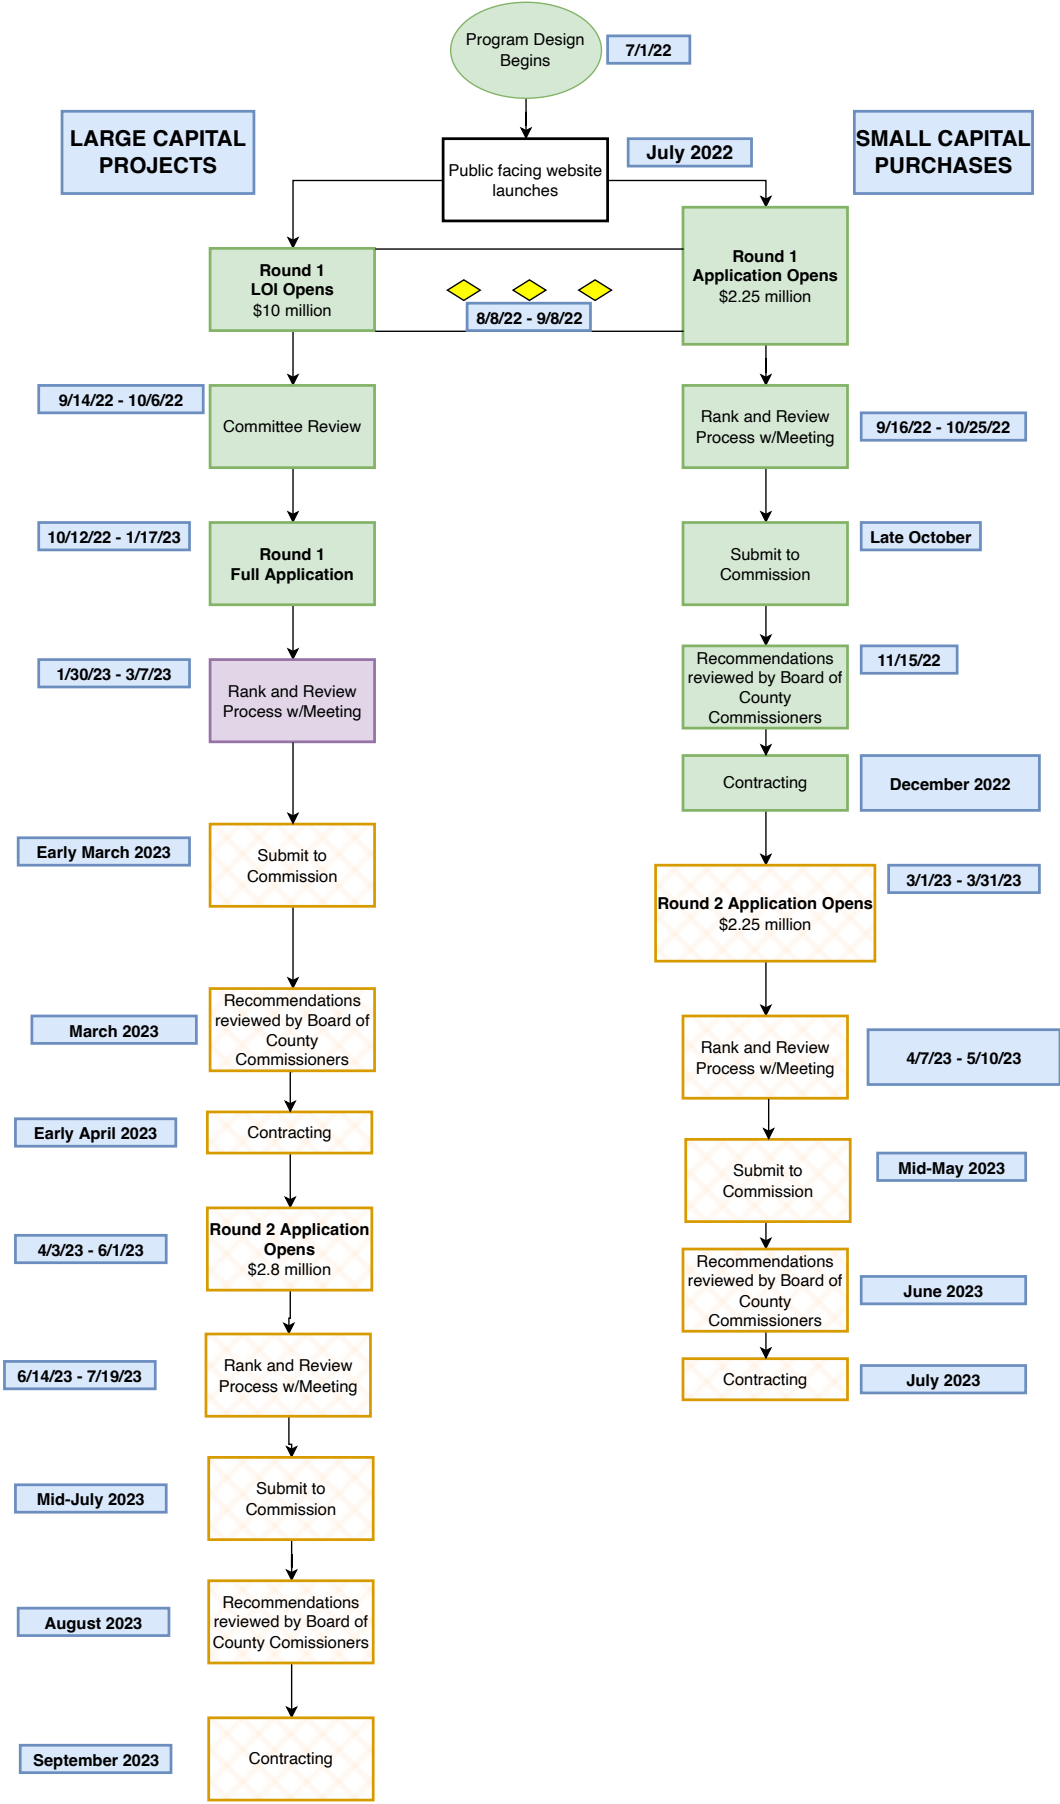 Program Design
Begins
7/1/22
LARGE CAPITAL
PROJECTS
Public facing website
launches
July 2022
SMALL CAPITAL
PURCHASES
Round 1
LOI Opens
$10 million
8/8/22 - 9/8/22
Round 1
Application Opens
$2.25 million
9/14/22 - 10/6/22
Committee Review
Rank and Review
Process w/Meeting
9/16/22 - 10/25/22
10/12/22 - 1/17/23
Round 1
Full Application
Submit to
Commission
Late October
1/30/23 - 3/7/23
Rank and Review
Process w/Meeting
Recommendations
reviewed by Board of
County
Commissioners
11/15/22
Contracting
December 2022
Early March 2023
Submit to
Commission
Round 2 Application Opens
$2.25 million
3/1/23 - 3/31/23
March 2023
Recommendations
reviewed by Board of
County
Commissioners
Rank and Review
Process w/Meeting
4/7/23 - 5/10/23
Early April 2023
Contracting
Submit to
Commission
Mid-May 2023
4/3/23 - 6/1/23
Round 2 Application
Opens
$2.8 million
Recommendations
reviewed by Board of
County
Commissioners
June 2023
6/14/23 - 7/19/23
Rank and Review
Process w/Meeting
Contracting
July 2023
Mid-July 2023
Submit to
Commission
August 2023
Recommendations
reviewed by Board of
County Comissioners
September 2023
Contracting